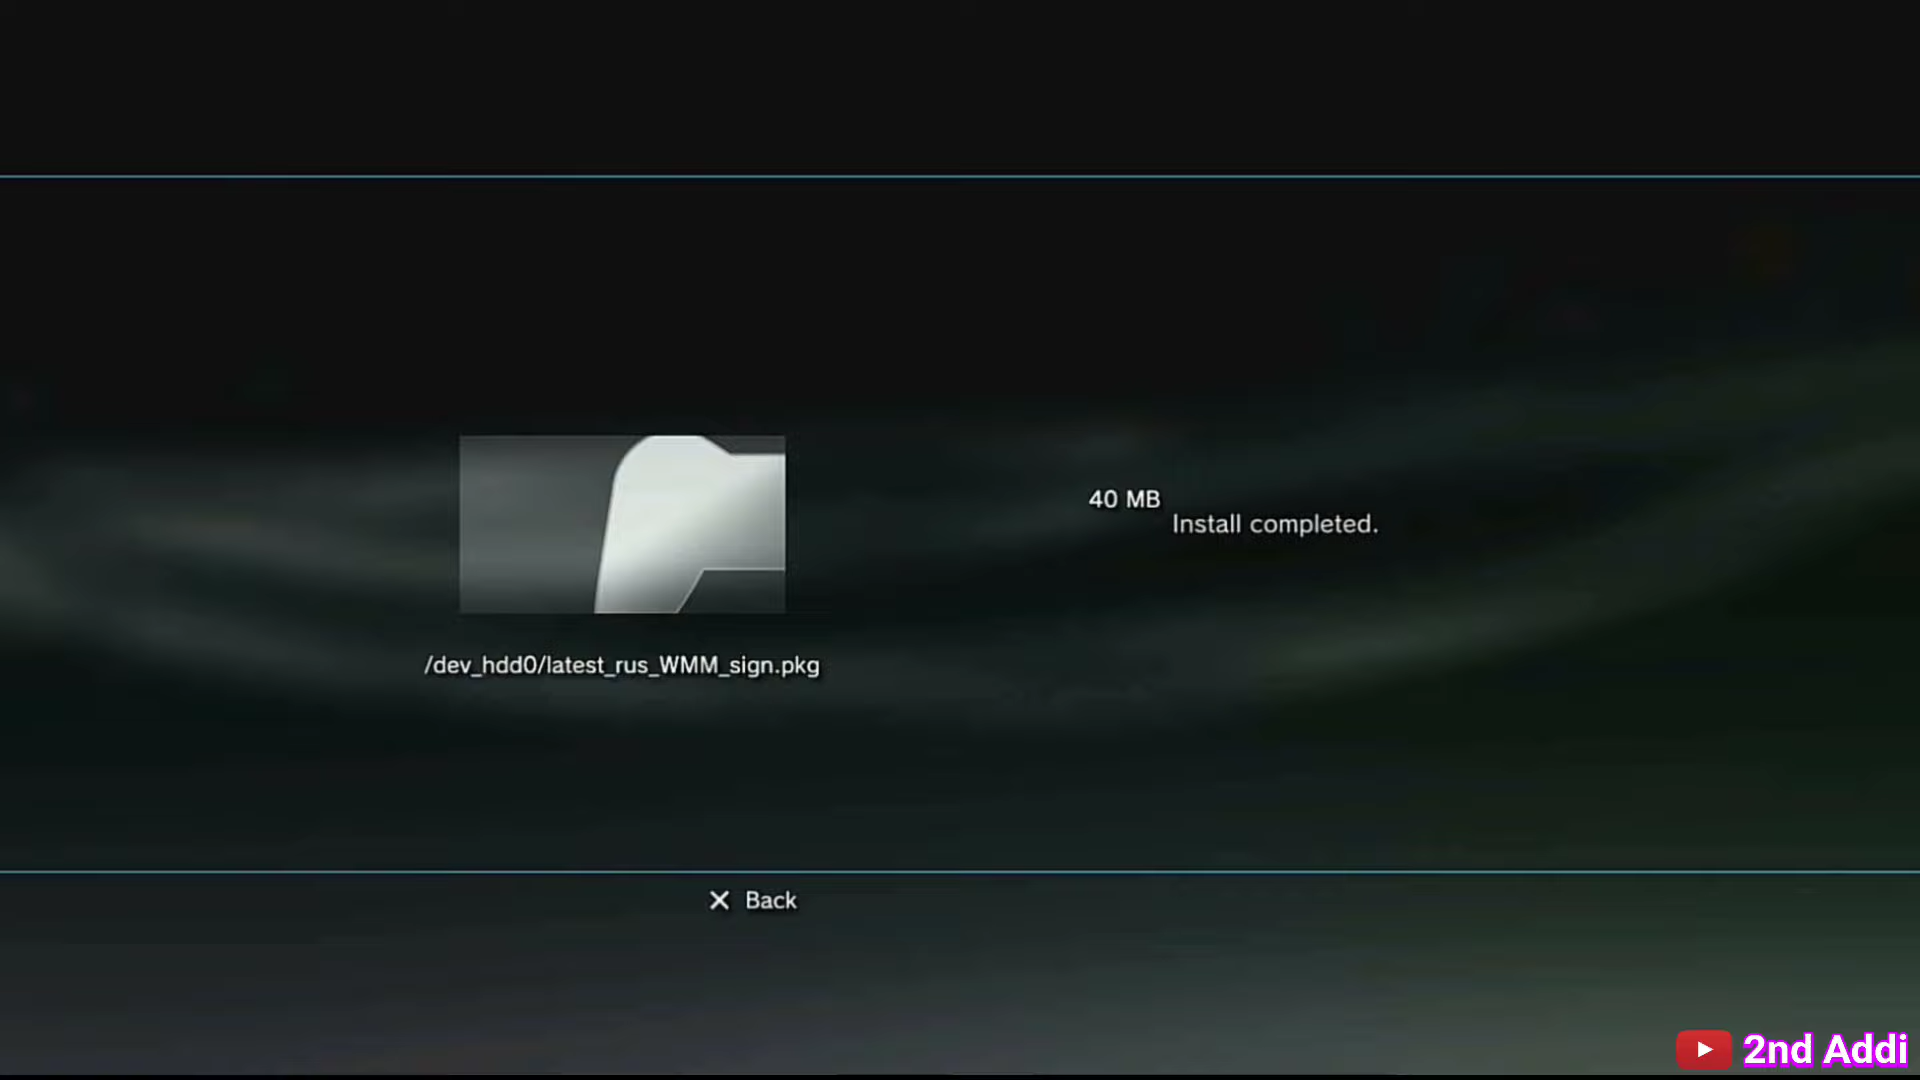 40 MB
Install completed.
/dev_hdd0/latest_rus_WMM_sign.pkg
Back
2nd Addi